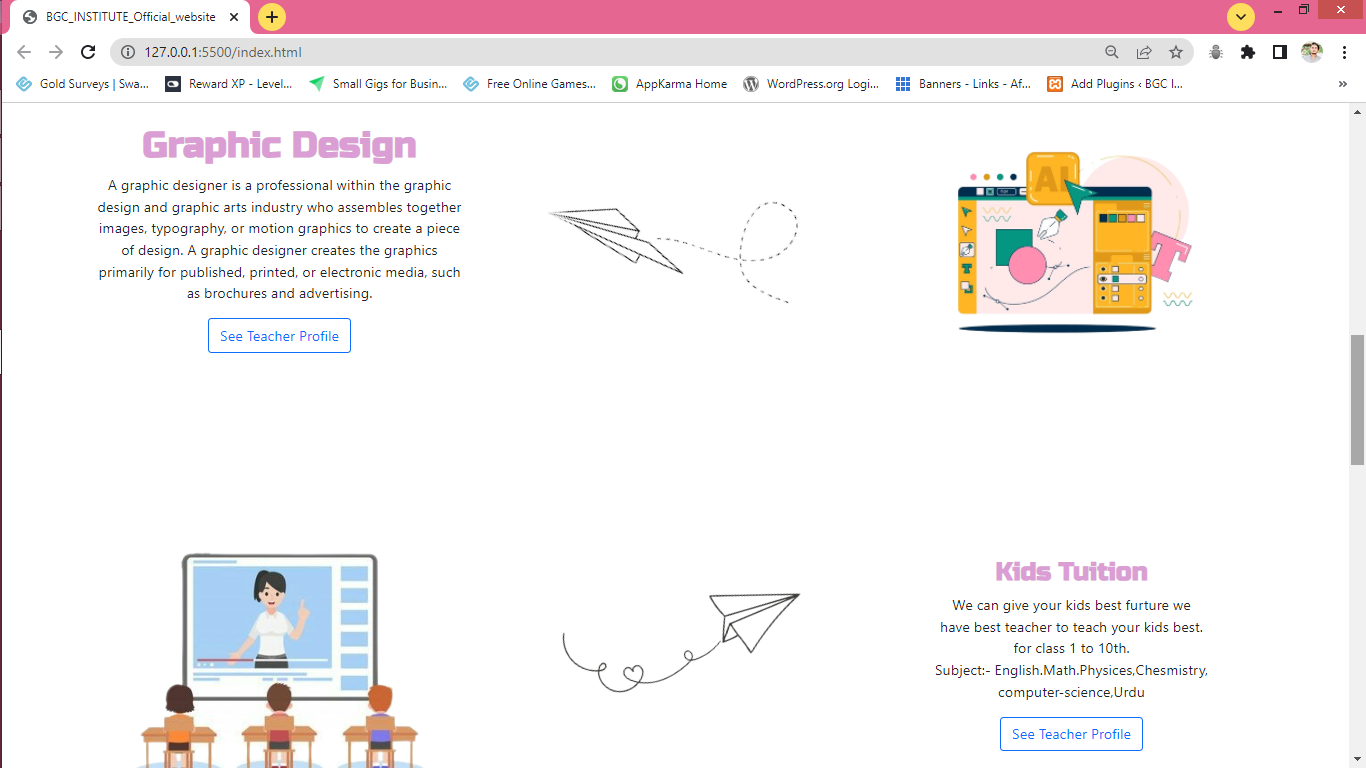 BGC_INSTITUTE_Official_website
127.0.0.1:5500/index.html
Gold Surveys | Swa...
Reward XP - Level...
Small Gigs for Busin...
Free Online Games...
AppKarma Home
WordPress.org Logi...
Banners - Links - Af...
Add Plugins ‹ BGC I...
»
Graphic Design
A graphic designer is a professional within the graphic
design and graphic arts industry who assembles together
images, typography, or motion graphics to create a piece
of design. A graphic designer creates the graphics
primarily for published, printed, or electronic media, such
as brochures and advertising.
See Teacher Profile
AI
T
T
Kids Tuition
We can give your kids best furture we
have best teacher to teach your kids best.
for class 1 to 10th.
Subject:- English.Math.Physices,Chesmistry,
computer-science,Urdu
See Teacher Profile